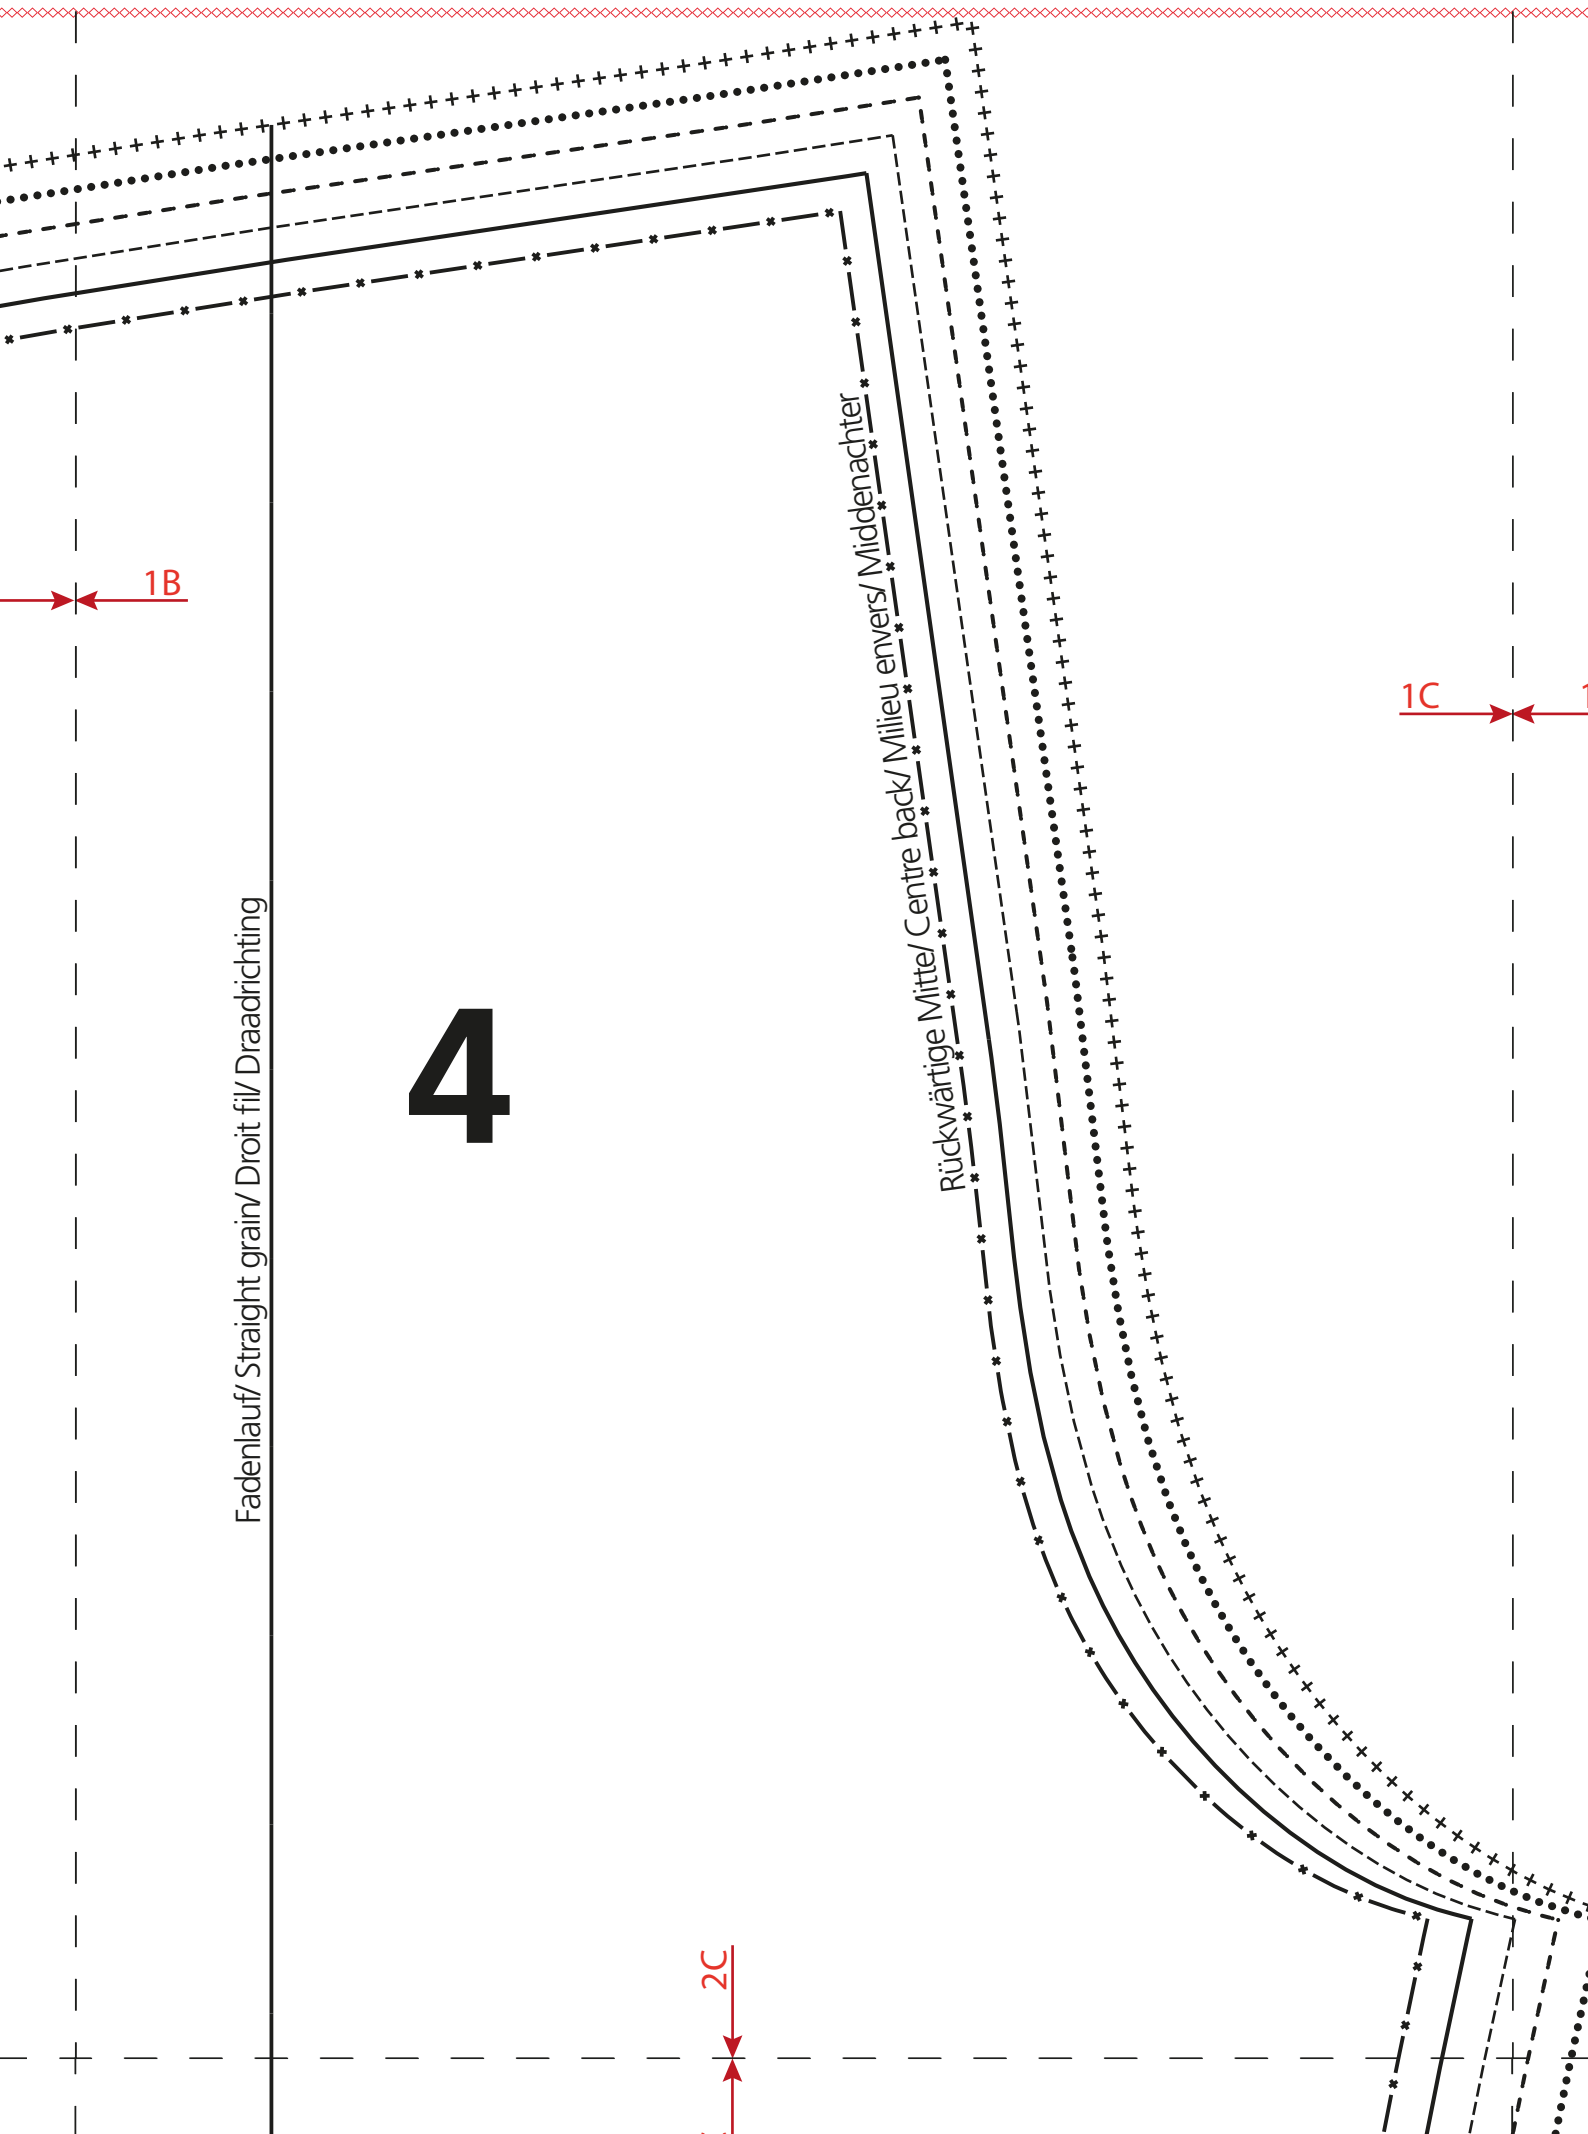 1B
1C
Rückwärtige Mitte/ Centre back/ Milieu envers/ Middenachter
Fadenlauf/ Straight grain/ Droit fil/ Draadrichting
4
2C